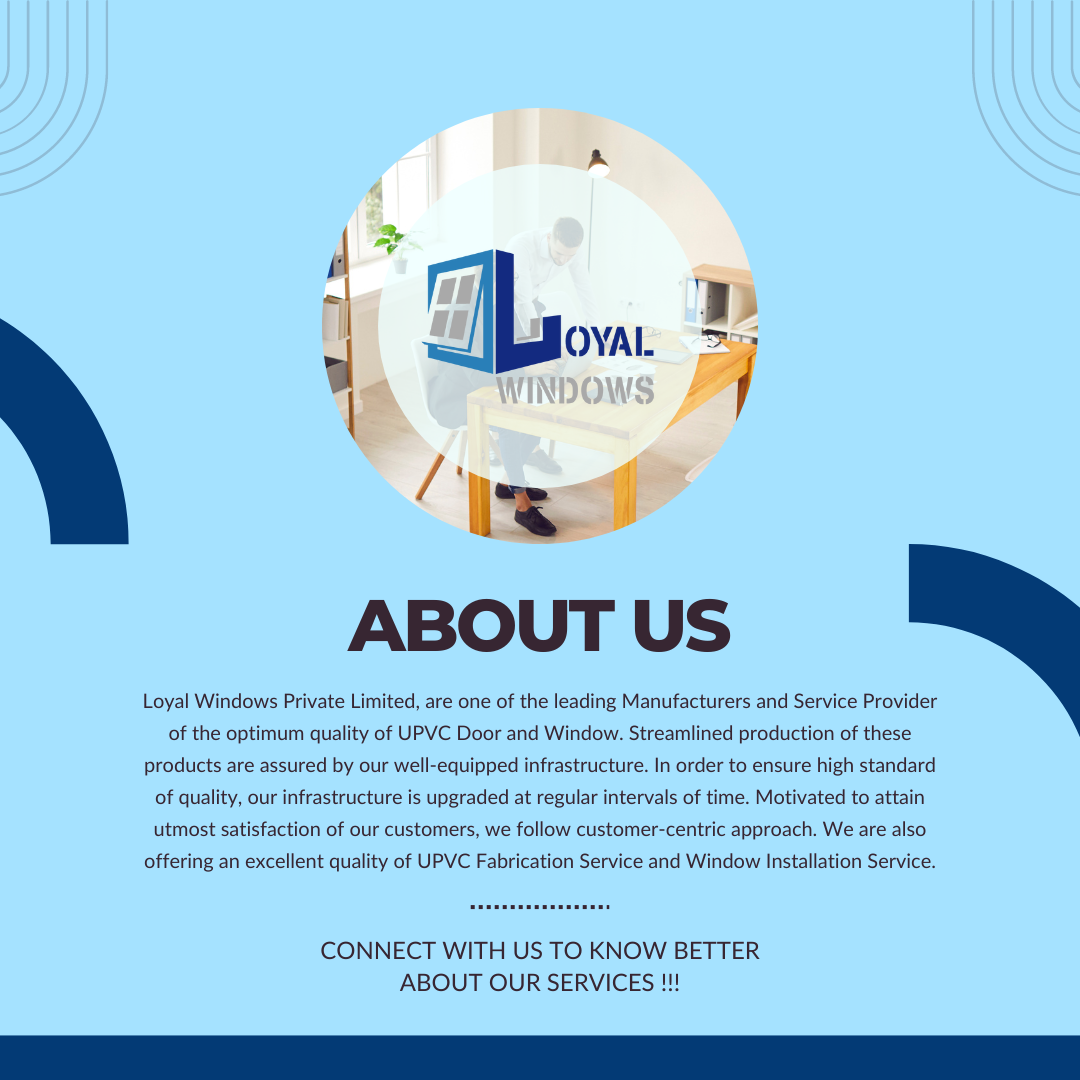 LOYAL
WINDOWS
ABOUT US
Loyal Windows Private Limited, are one of the leading Manufacturers and Service Provider
of the optimum quality of UPVC Door and Window. Streamlined production of these
products are assured by our well-equipped infrastructure. In order to ensure high standard
of quality, our infrastructure is upgraded at regular intervals of time. Motivated to attain
utmost satisfaction of our customers, we follow customer-centric approach. We are also
offering an excellent quality of UPVC Fabrication Service and Window Installation Service.
CONNECT WITH US TO KNOW BETTER
ABOUT OUR SERVICES !!!